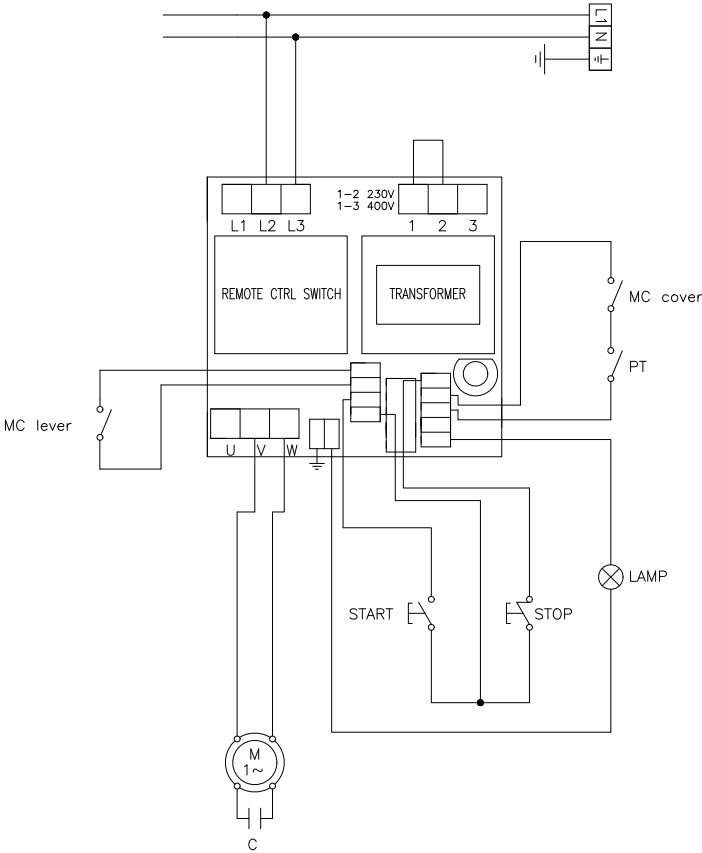 L1
N
1-2 230V
1-3 400V
L1 L2 L3
1 2 3
REMOTE CTRL SWITCH
TRANSFORMER
MC cover
PT
MC lever
U V W
LAMP
START
STOP
M
1~
C